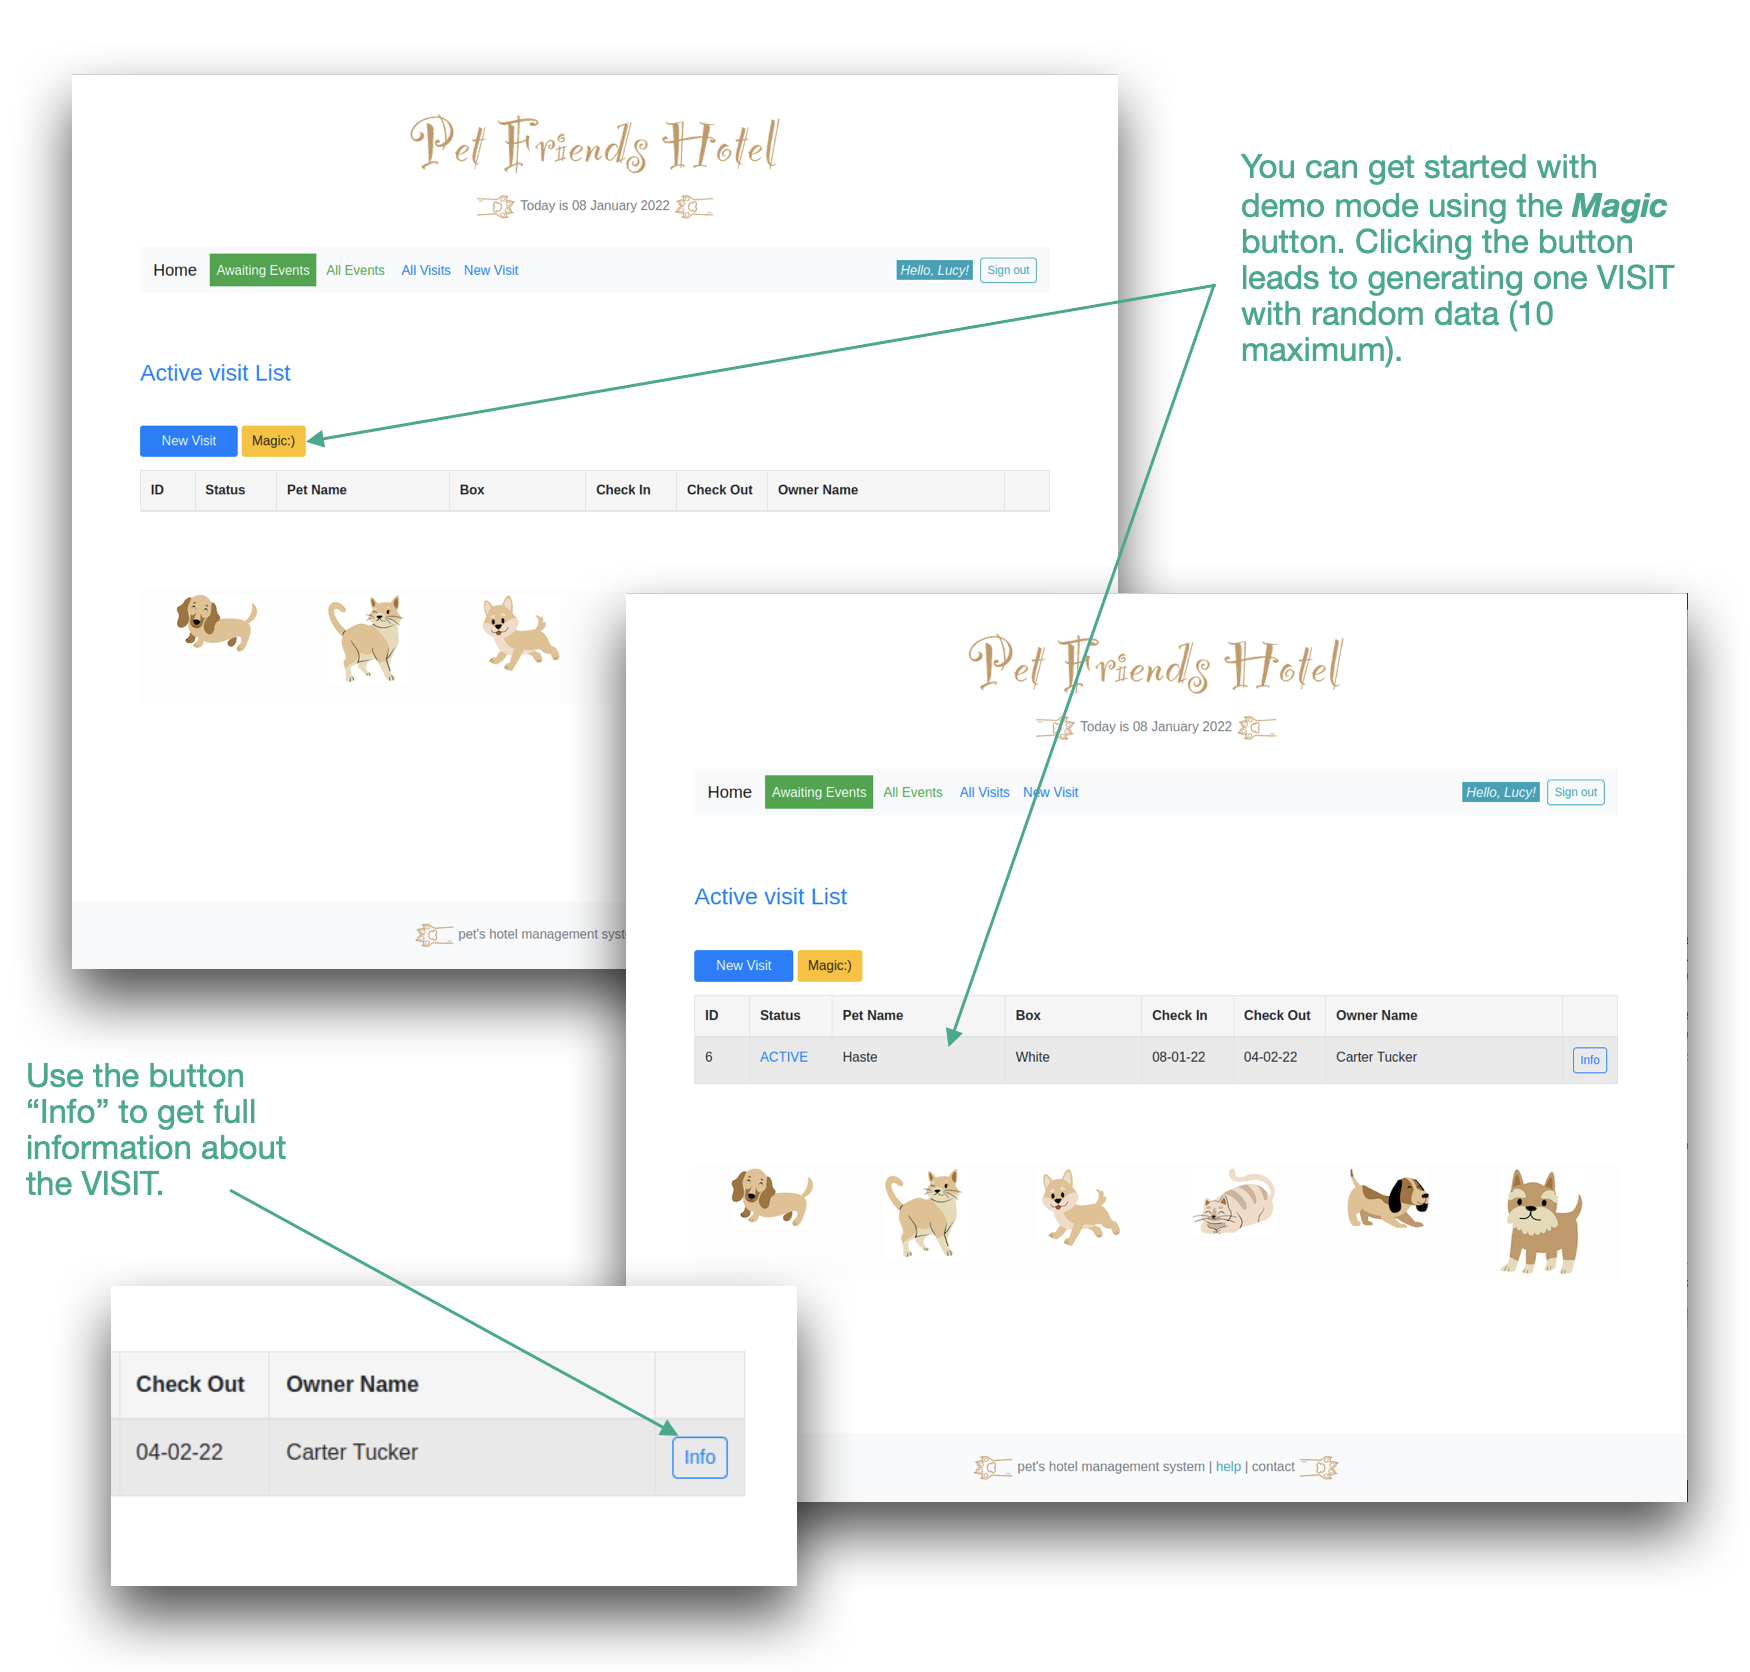 Pet Friends Hotel
Today is 08 January 2022
Home Awaiting Events All Events All Visits New Visit Hello, Lucy! Sign out
Active visit List
New Visit Magic:)
ID Status Pet Name Box Check In Check Out Owner Name
pet's hotel management syst
You can get started with
demo mode using the Magic
button. Clicking the button
leads to generating one VISIT
with random data (10
maximum).
Pet Friends Hotel
Today is 08 January 2022
Home Awaiting Events All Events All Visits New Visit Hello, Lucy! Sign out
Active visit List
New Visit Magic:)
ID Status Pet Name Box Check In Check Out Owner Name
6 ACTIVE Haste White 08-01-22 04-02-22 Carter Tucker Info
pet's hotel management system | help | contact
Use the button
“Info” to get full
information about
the VISIT.
Check Out Owner Name
04-02-22 Carter Tucker Info